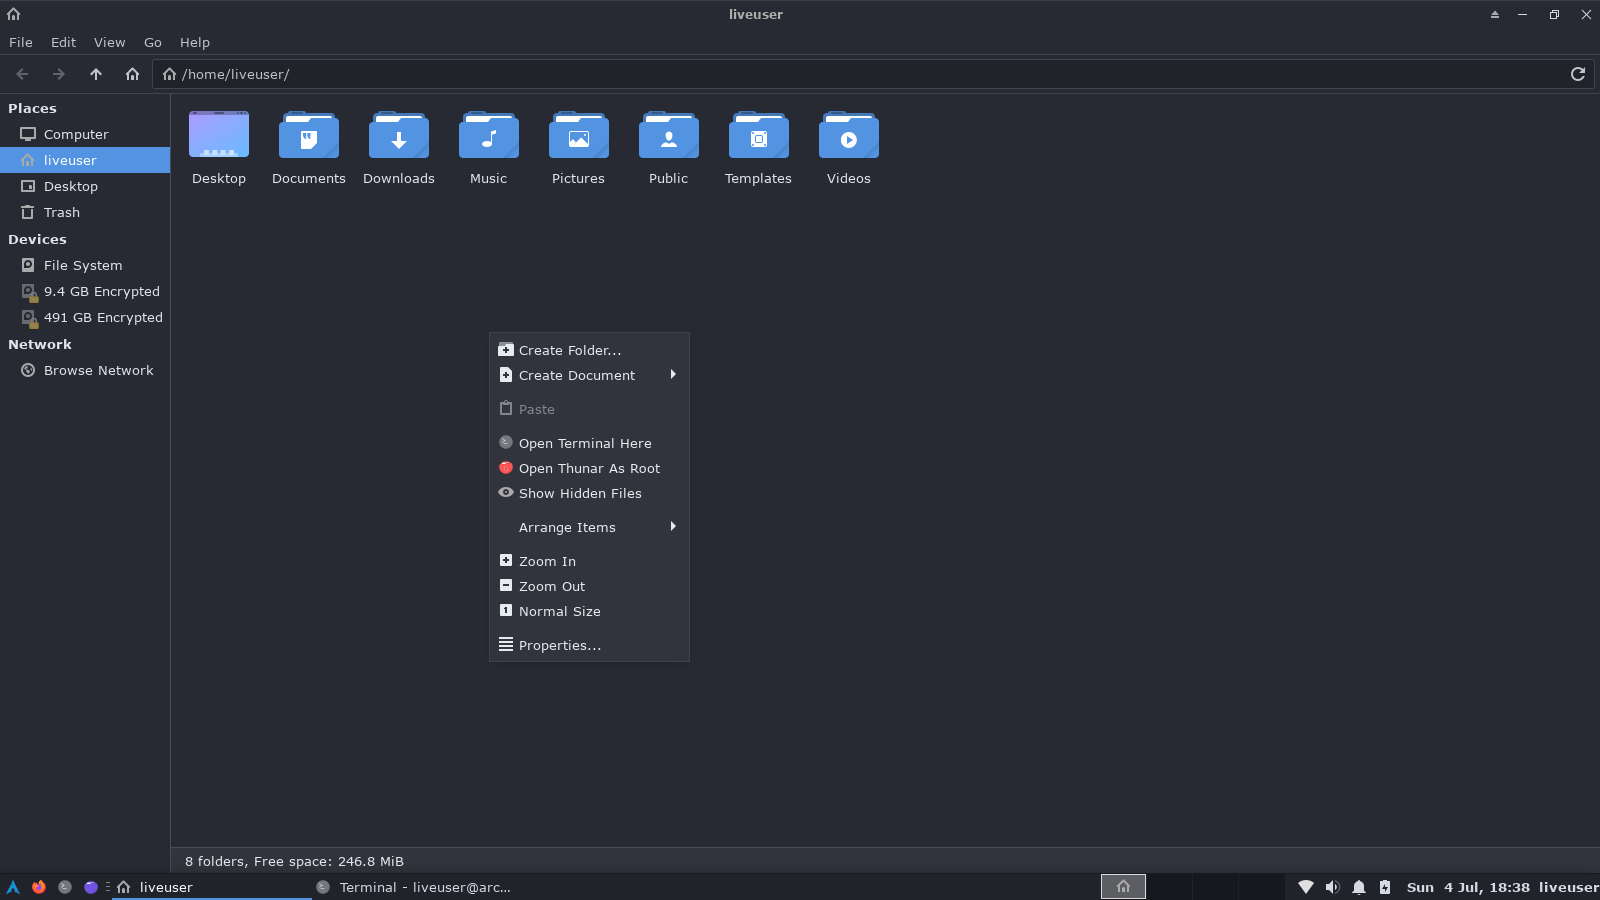 liveuser
File Edit View Go Help
/home/liveuser/
Places
Computer
liveuser
Desktop
Trash
Devices
File System
9.4 GB Encrypted
491 GB Encrypted
Network
Browse Network
Desktop Documents Downloads Music Pictures Public Templates Videos
Create Folder...
Create Document
Paste
Open Terminal Here
Open Thunar As Root
Show Hidden Files
Arrange Items
Zoom In
Zoom Out
Normal Size
Properties...
8 folders, Free space: 246.8 MiB
liveuser Terminal - liveuser@arc... Sun 4 Jul, 18:38 liveuser